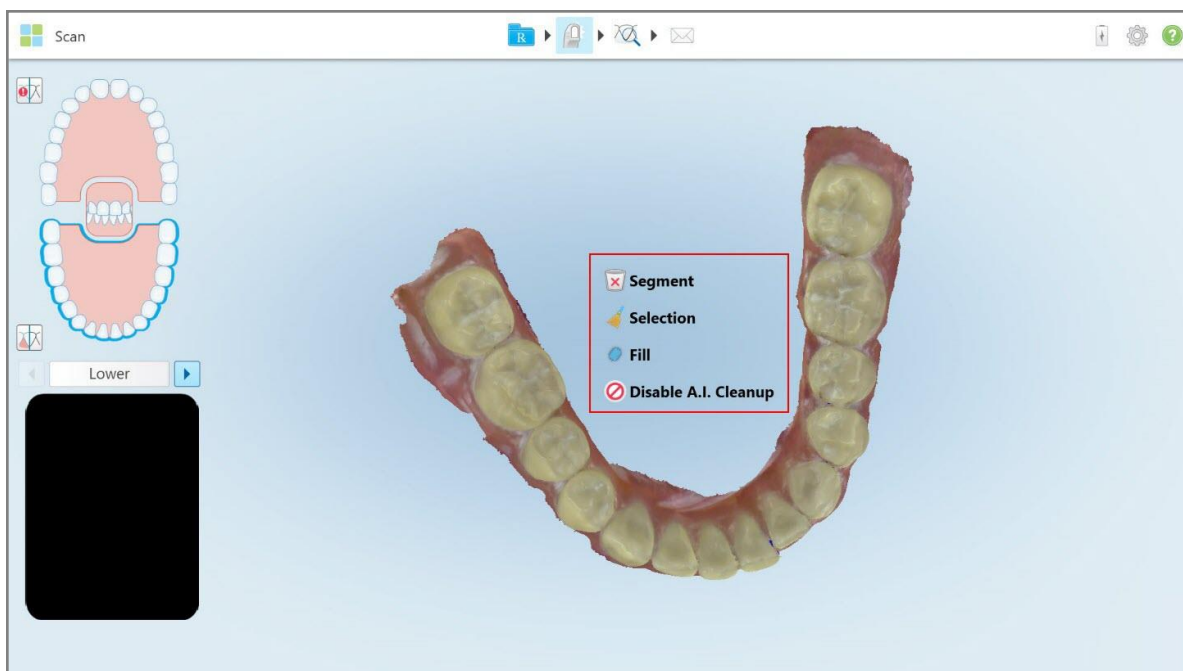 Scan
R
?
Segment
Selection
Fill
Disable A.I. Cleanup
Lower